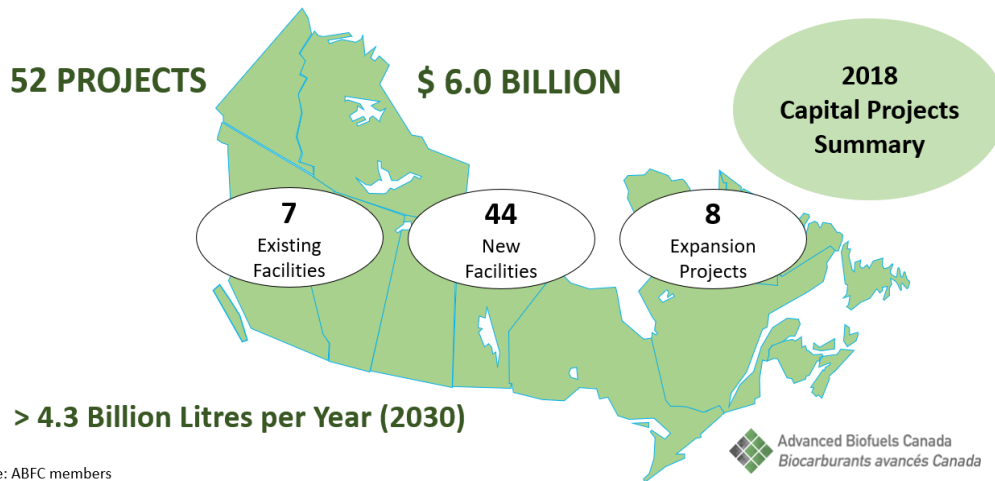 52 PROJECTS
$ 6.0 BILLION
2018
Capital Projects
Summary
7
Existing
Facilities
44
New
Facilities
8
Expansion
Projects
> 4.3 Billion Litres per Year (2030)
Advanced Biofuels Canada
Biocarburants avancés Canada
: ABFC members